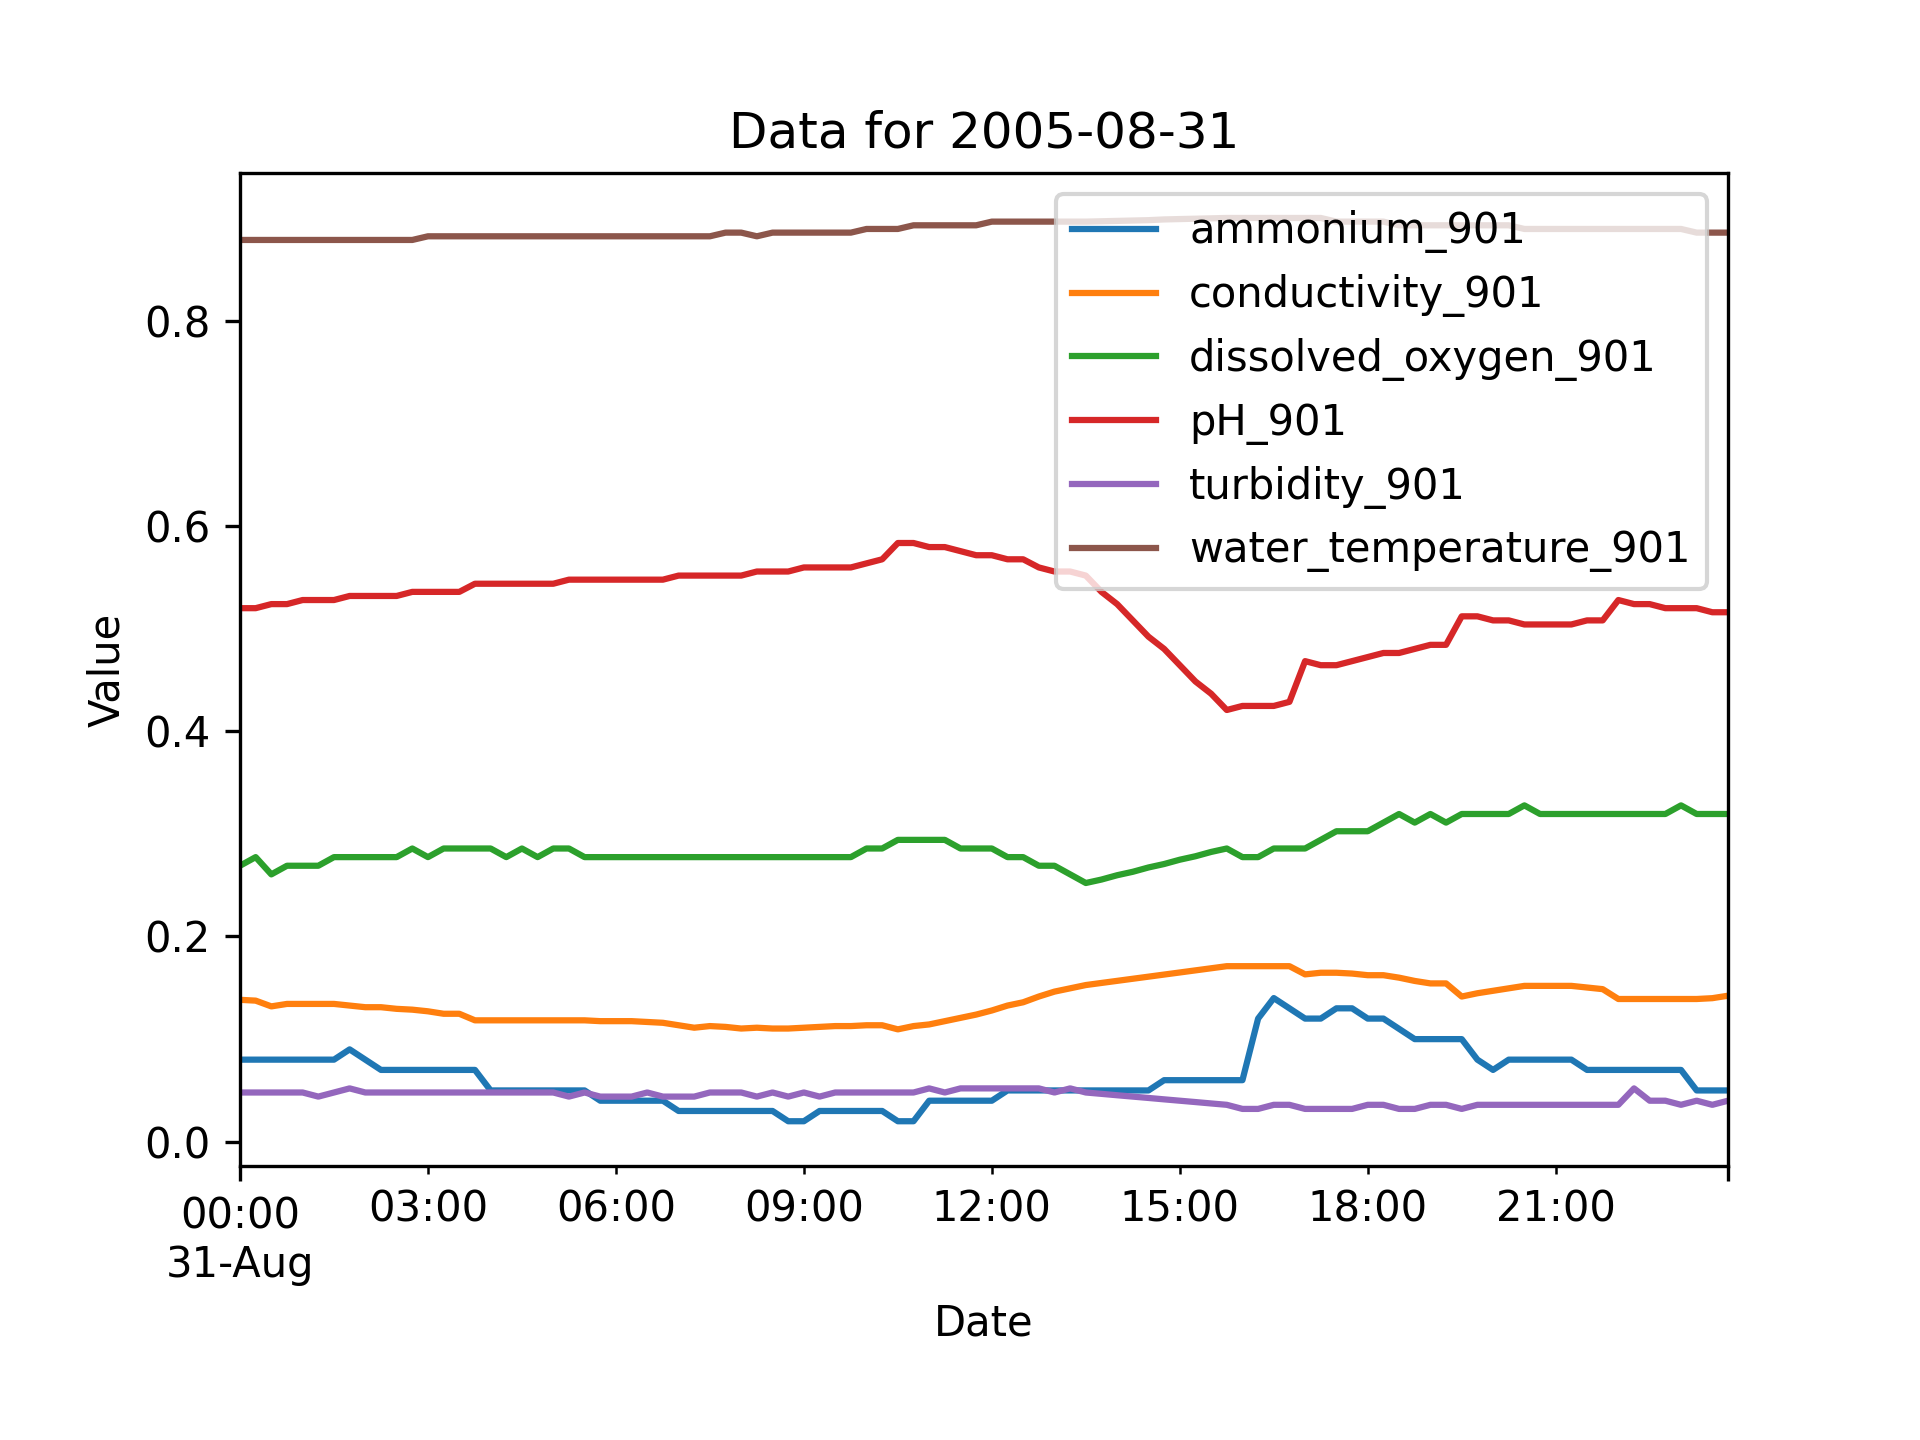 Data for 2005-08-31
ammonium_901
conductivity_901
dissolved_oxygen_901
pH_901
turbidity_901
water_temperature_901
Value
0.8
0.6
0.4
0.2
0.0
00:00 03:00 06:00 09:00 12:00 15:00 18:00 21:00
31-Aug
Date